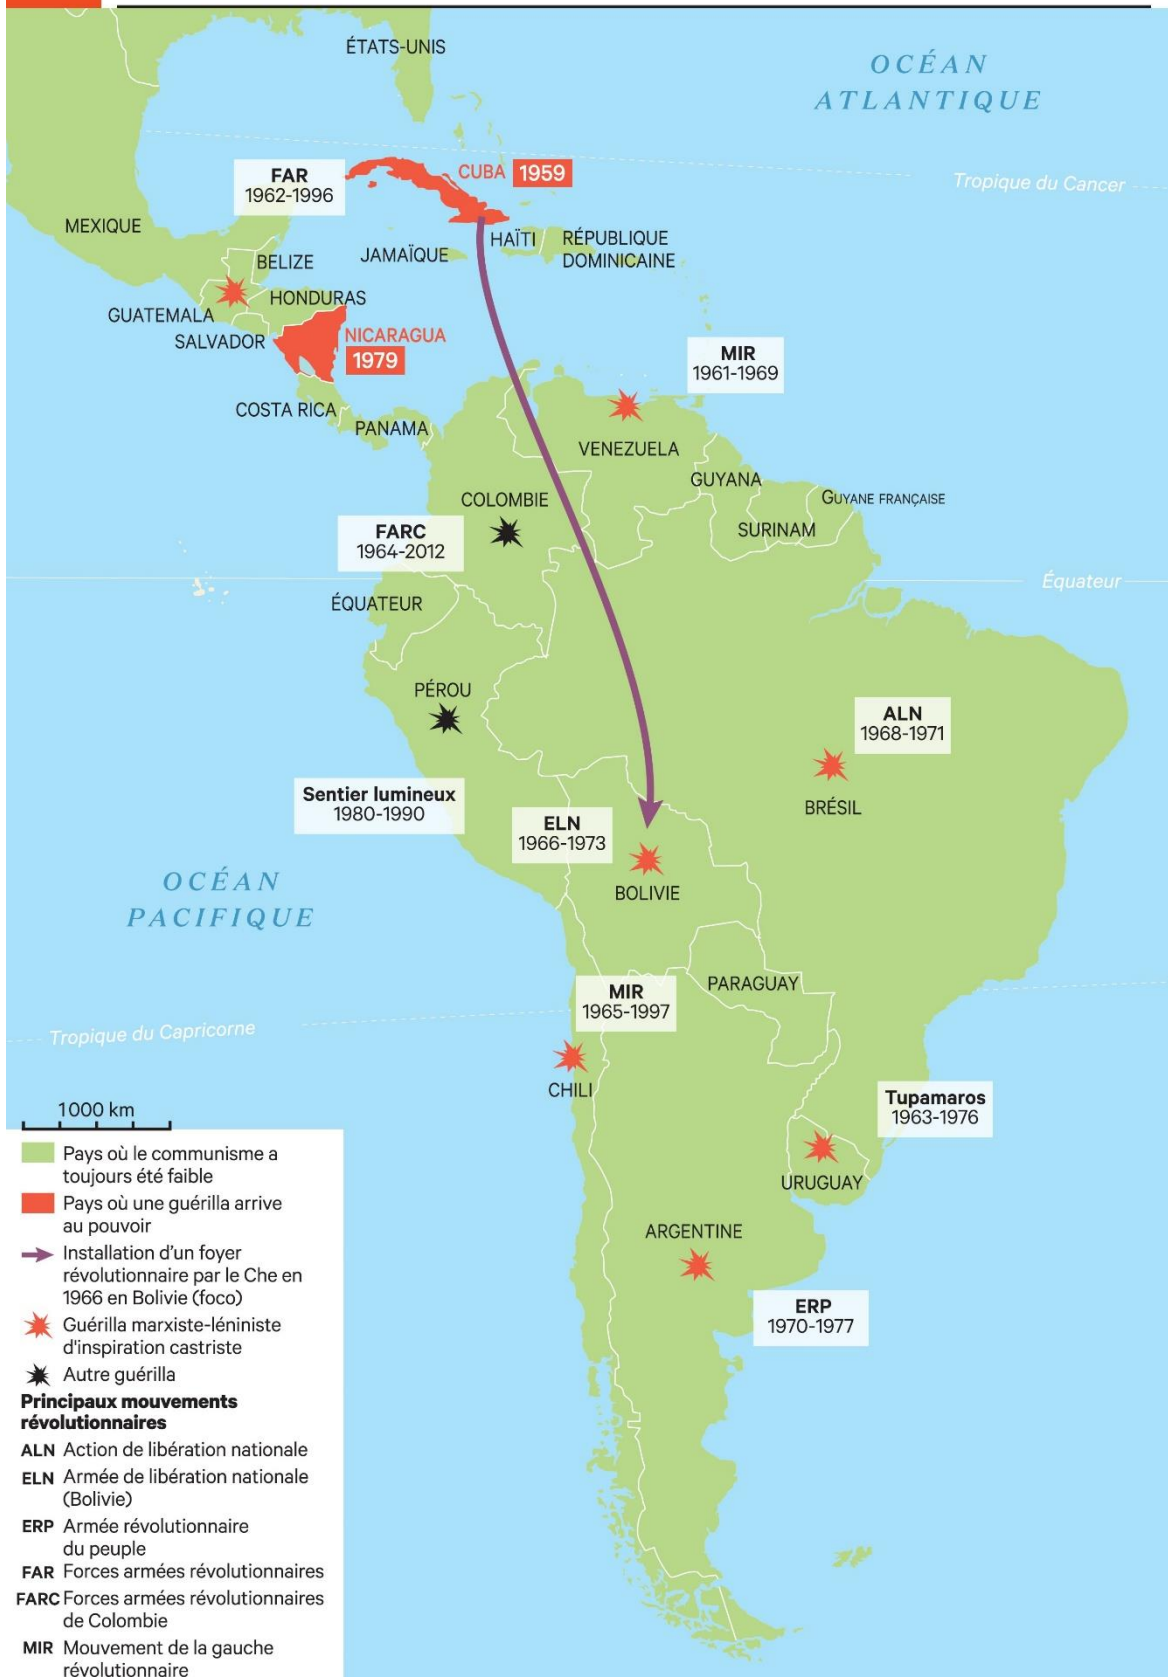 ÉTATS-UNIS
OCÉAN
ATLANTIQUE
FAR
1962-1996
CUBA 1959
Tropique du Cancer
MEXIQUE
BELIZE
JAMAÏQUE
HAÏTI
RÉPUBLIQUE
DOMINICAINE
HONDURAS
GUATEMALA
SALVADOR
NICARAGUA
1979
MIR
1961-1969
COSTA RICA
PANAMA
VENEZUELA
GUYANA
GUYANE FRANÇAISE
SURINAM
COLOMBIE
FARC
1964-2012
Équateur
ÉQUATEUR
PÉROU
ALN
1968-1971
BRÉSIL
Sentier lumineux
1980-1990
ELN
1966-1973
BOLIVIE
OCÉAN
PACIFIQUE
PARAGUAY
MIR
1965-1997
Tropique du Capricorne
CHILI
Tupamaros
1963-1976
URUGUAY
ARGENTINE
ERP
1970-1977
1000 km
Pays où le communisme a
toujours été faible
Pays où une guérilla arrive
au pouvoir
Installation d'un foyer
révolutionnaire par le Che en
1966 en Bolivie (foco)
Guérilla marxiste-léniniste
d'inspiration castriste
Autre guérilla
Principaux mouvements
révolutionnaires
ALN Action de libération nationale
ELN Armée de libération nationale
(Bolivie)
ERP Armée révolutionnaire
du peuple
FAR Forces armées révolutionnaires
FARC Forces armées révolutionnaires
de Colombie
MIR Mouvement de la gauche
révolutionnaire